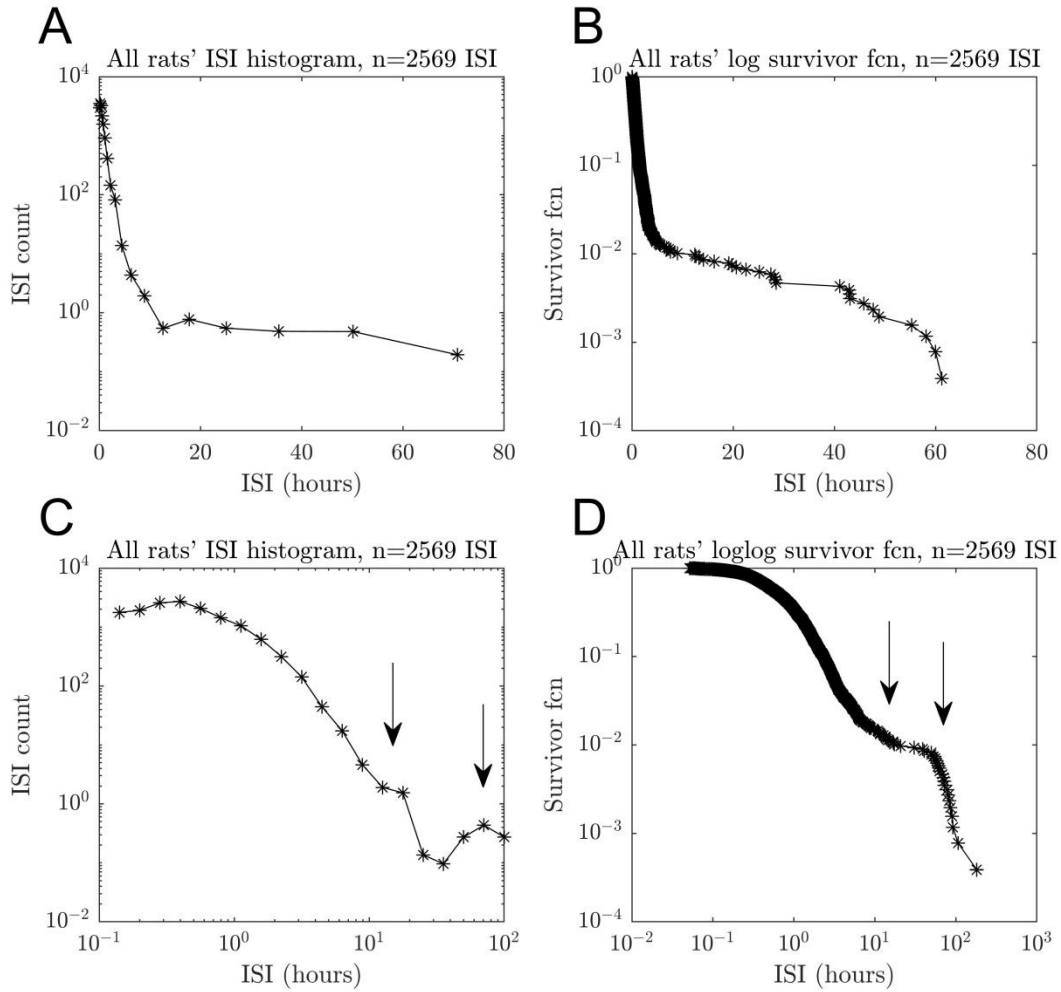 A
All rats' ISI histogram, n=2569 ISI
10^4
10^2
10^0
10^-2
ISI count
0 20 40 60 80
ISI (hours)
B
All rats' log survivor fcn, n=2569 ISI
10^0
10^-1
10^-2
10^-3
10^-4
Survivor fcn
0 20 40 60 80
ISI (hours)
C
All rats' ISI histogram, n=2569 ISI
10^4
10^2
10^0
10^-2
ISI count
10^-1 10^0 10^1 10^2
ISI (hours)
D
All rats' loglog survivor fcn, n=2569 ISI
10^0
10^-1
10^-2
10^-3
10^-4
Survivor fcn
10^-2 10^-1 10^0 10^1 10^2 10^3
ISI (hours)